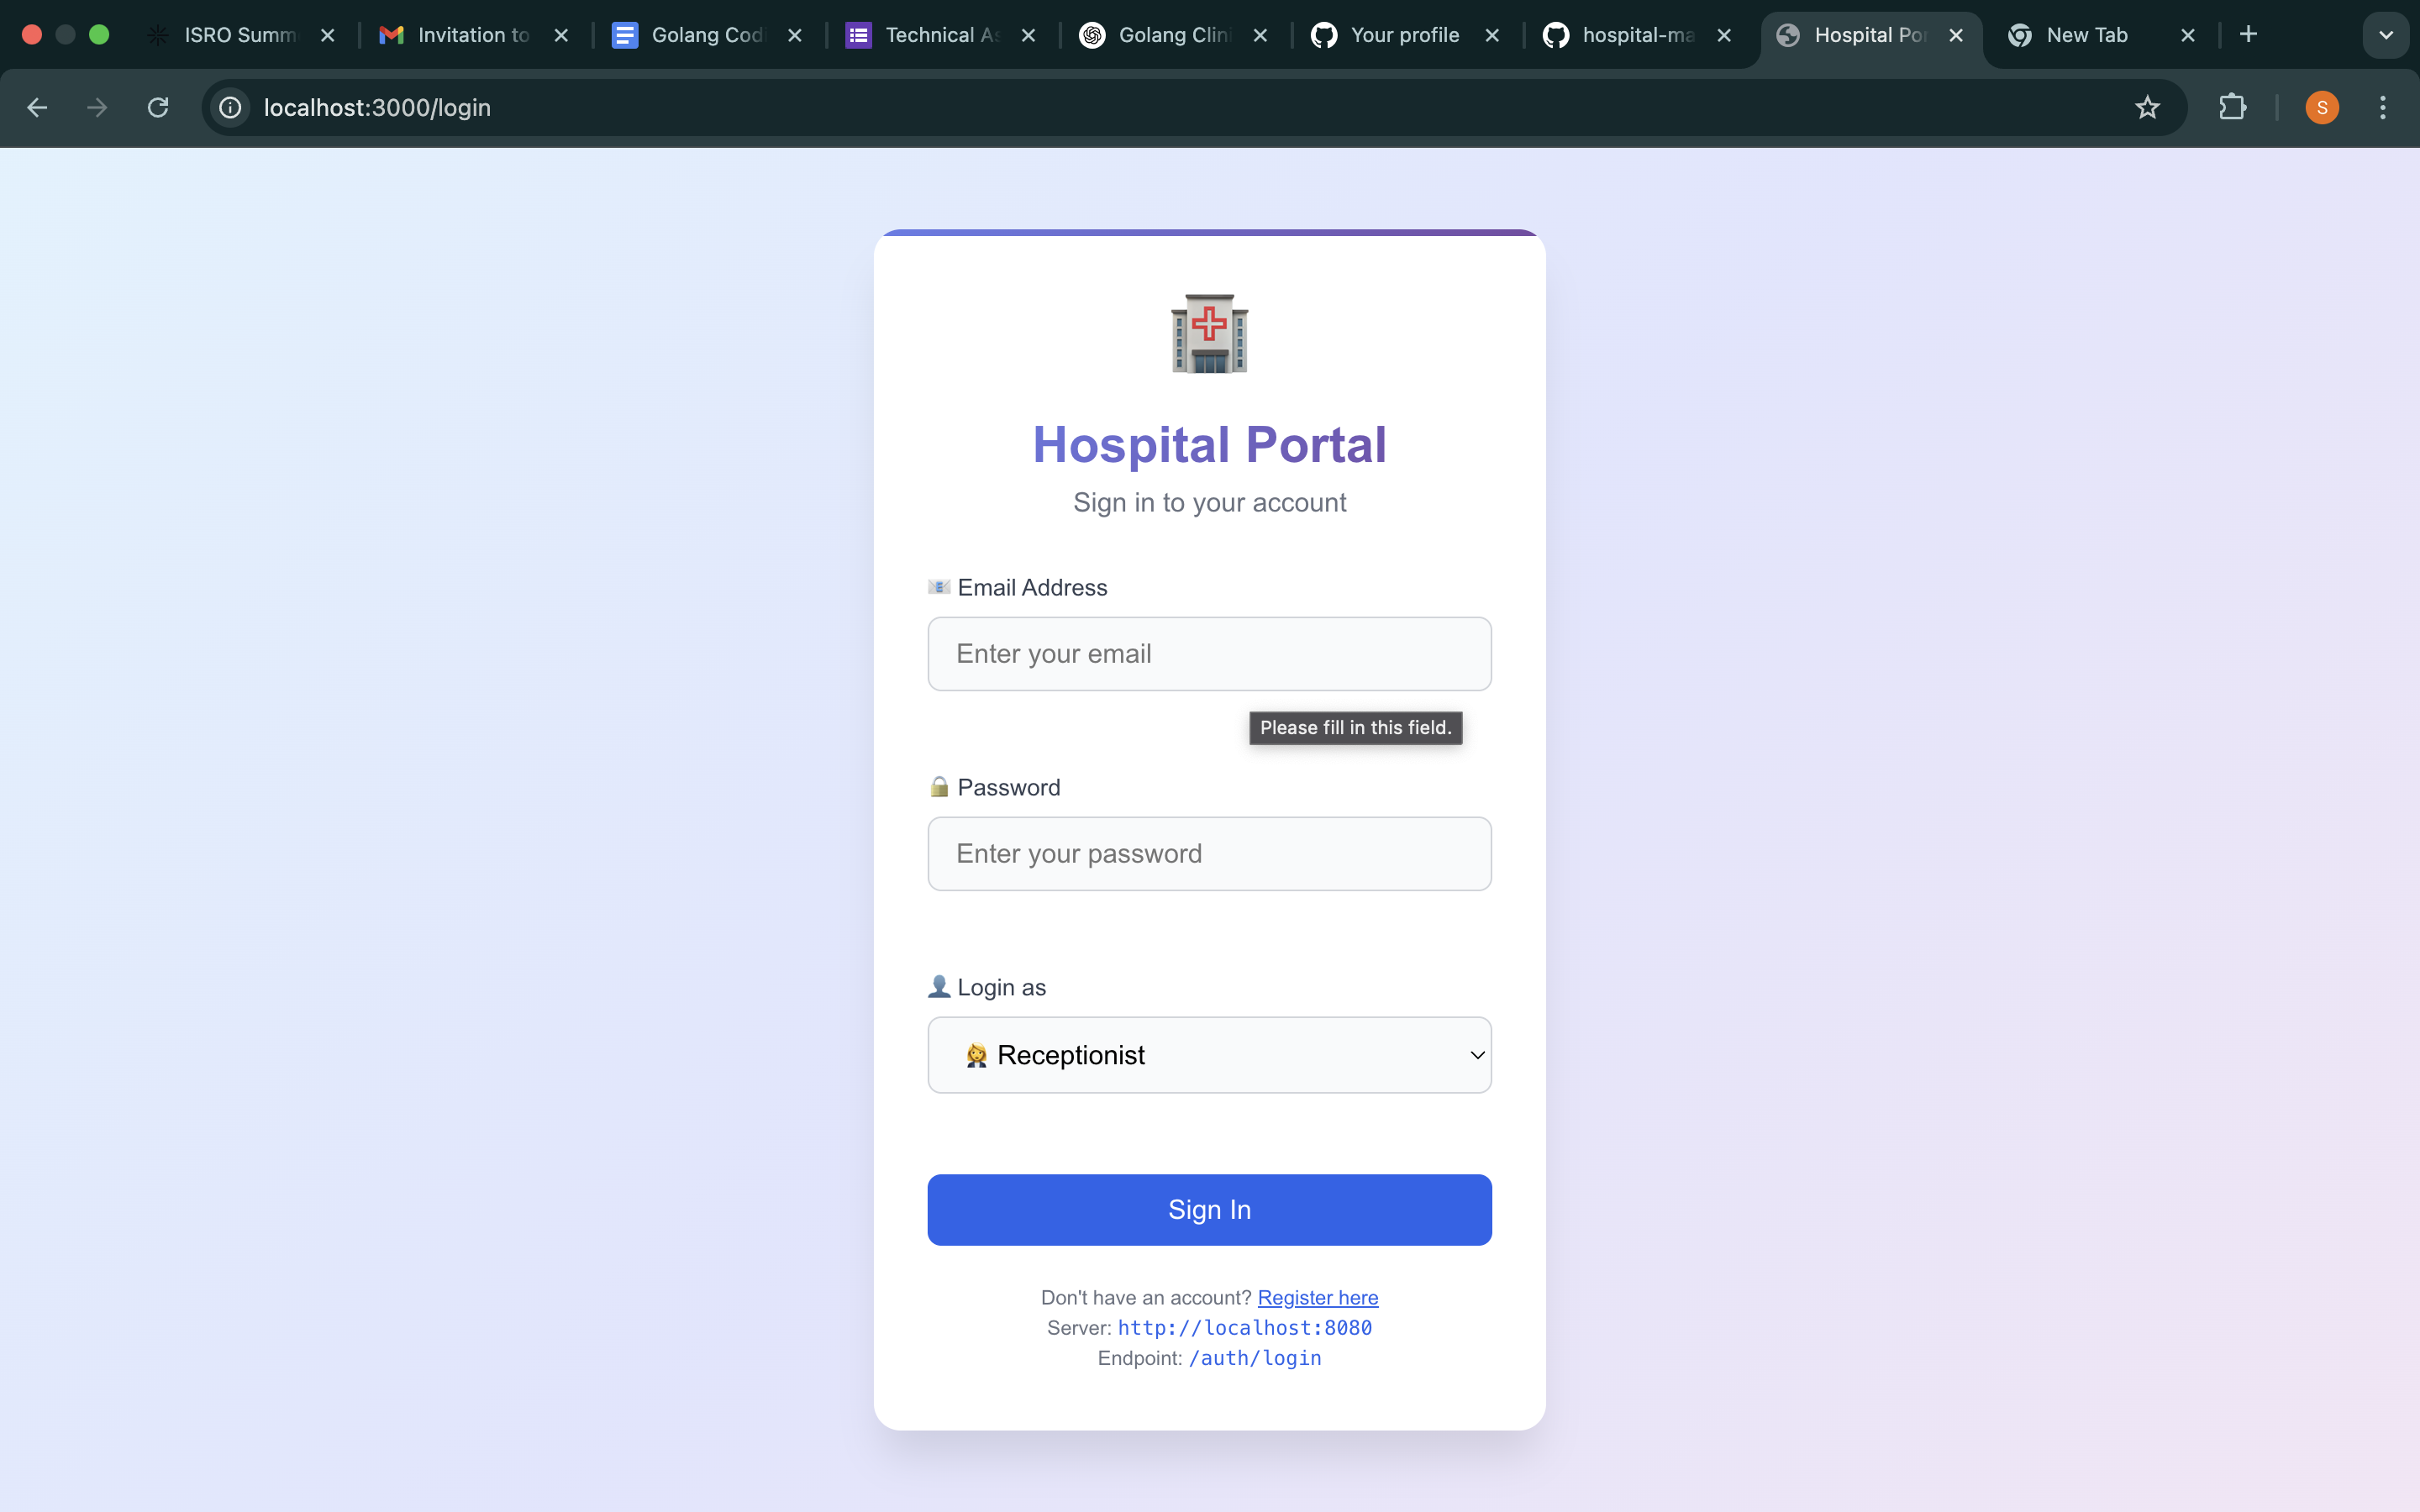 ISRO Summ
Invitation to
Golang Codi
Technical As
Golang Clini
Your profile
hospital-ma
Hospital Por
New Tab
localhost:3000/login
S
Hospital Portal
Sign in to your account
Email Address
Enter your email
Please fill in this field.
Password
Enter your password
Login as
Receptionist
Sign In
Don't have an account? Register here
Server: http://localhost:8080
Endpoint: /auth/login